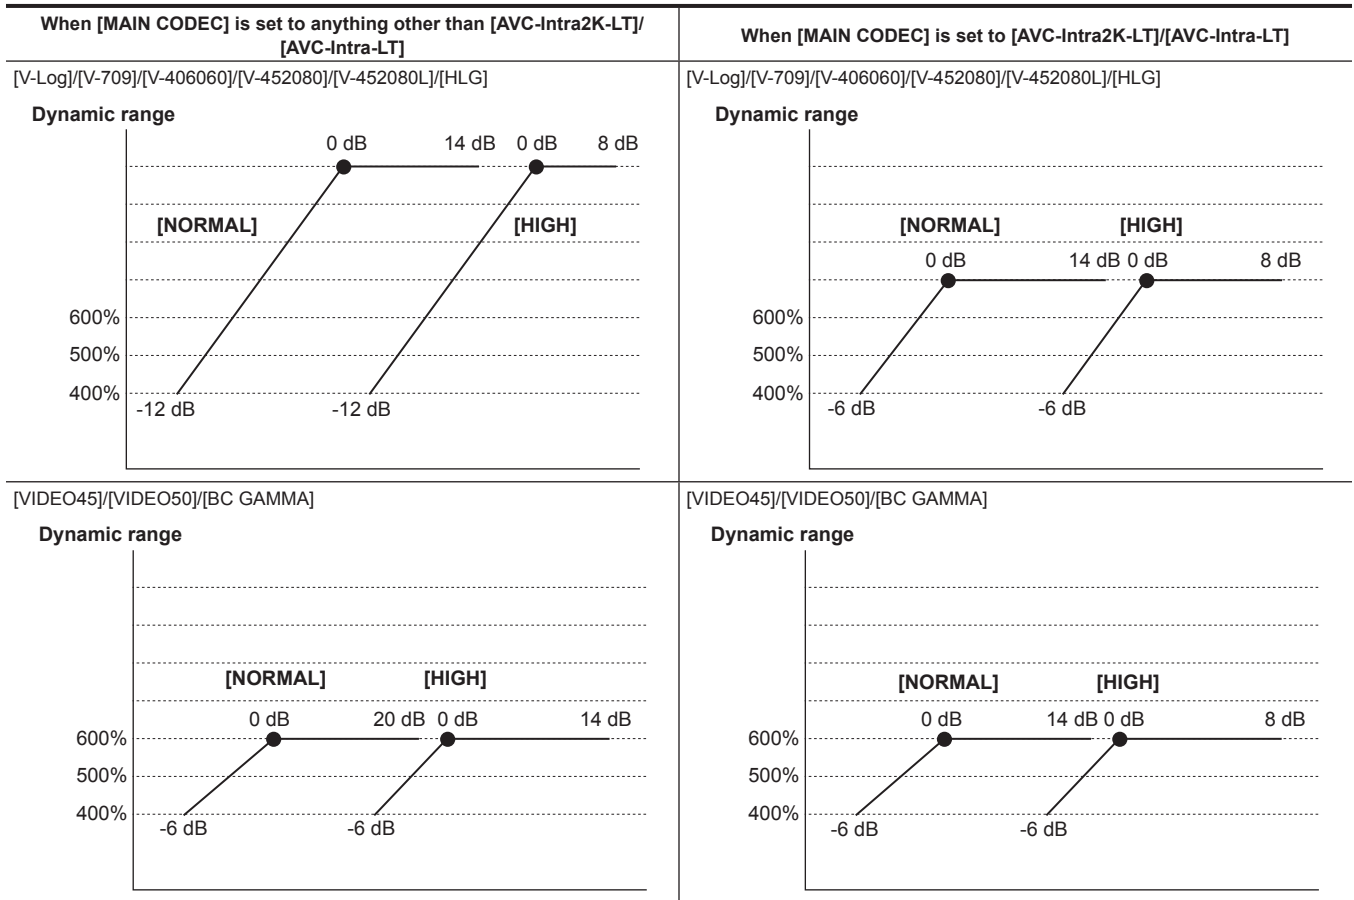 When [MAIN CODEC] is set to anything other than [AVC-Intra2K-LT]/
[AVC-Intra-LT]
When [MAIN CODEC] is set to [AVC-Intra2K-LT]/[AVC-Intra-LT]
[V-Log]/[V-709]/[V-406060]/[V-452080]/[V-452080L]/[HLG]
Dynamic range
0 dB 14 dB 0 dB 8 dB
[NORMAL] [HIGH]
600%
500%
400%
-12 dB -12 dB
[V-Log]/[V-709]/[V-406060]/[V-452080]/[V-452080L]/[HLG]
Dynamic range
[NORMAL] [HIGH]
0 dB 14 dB 0 dB 8 dB
600%
500%
400%
-6 dB -6 dB
[VIDEO45]/[VIDEO50]/[BC GAMMA]
Dynamic range
[NORMAL] [HIGH]
0 dB 20 dB 0 dB 14 dB
600%
500%
400%
-6 dB -6 dB
[VIDEO45]/[VIDEO50]/[BC GAMMA]
Dynamic range
[NORMAL] [HIGH]
0 dB 14 dB 0 dB 8 dB
600%
500%
400%
-6 dB -6 dB